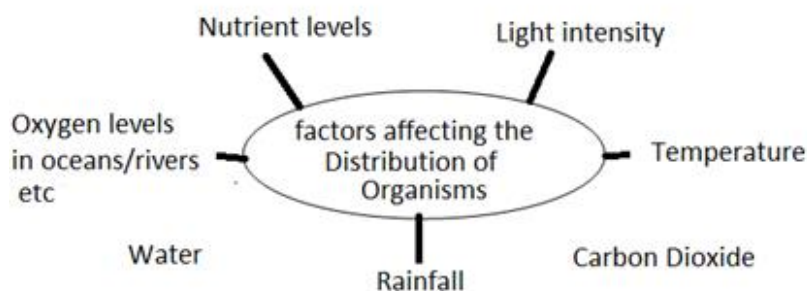 Nutrient levels
Light intensity
Oxygen levels
in oceans/rivers
etc
factors affecting the
Distribution of
Organisms
Temperature
Water
Rainfall
Carbon Dioxide